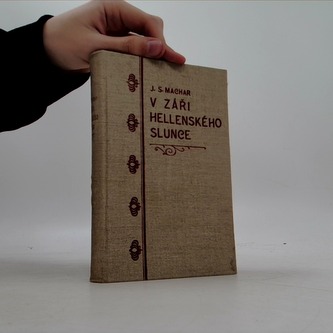 J. S. MACHAR
V ZÁŘI
HELLENSKÉHO
SLUNCE